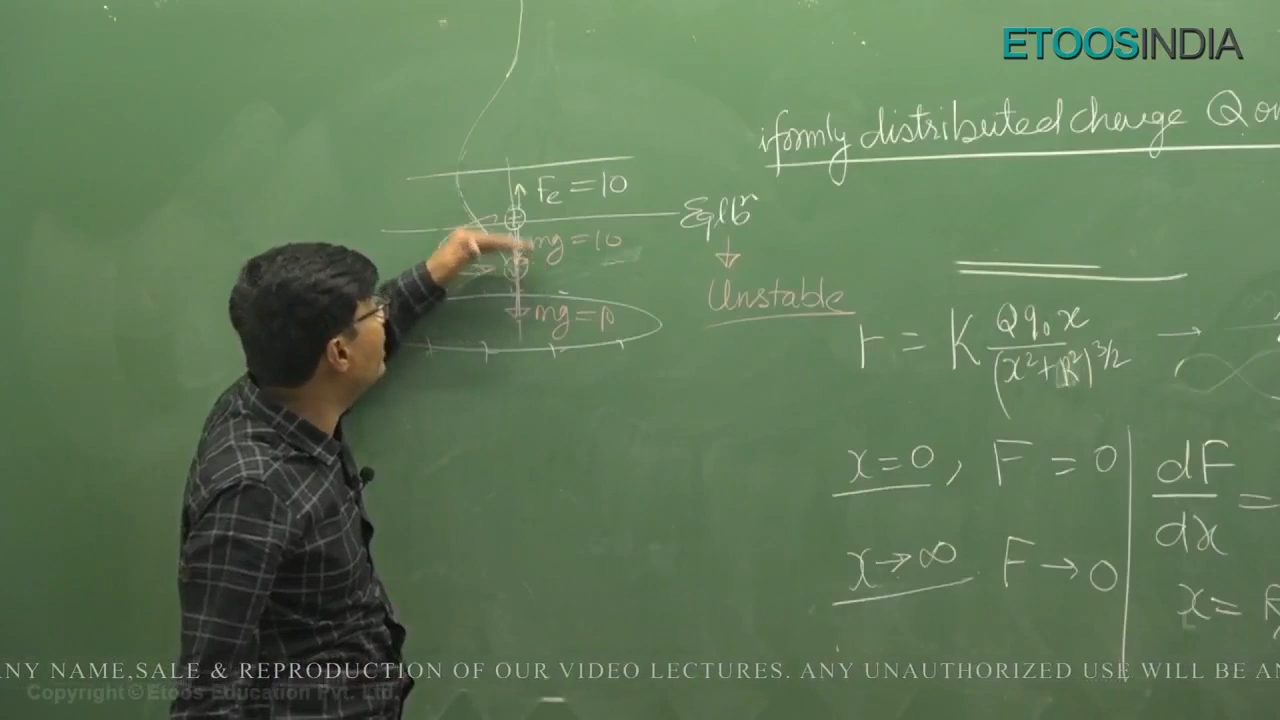 ETOOSINDIA
iformly distributed charge Q on
Fe = 10
Eqlbʳⁿ
mg = 10
Unstable
mg = 10
F = K Qq₀x / (x² + R²)^3/2 →
x = 0, F = 0
dF/dx =
x → ∞ F → 0
x = R
ANY NAME.SALE & REPRODUCTION OF OUR VIDEO LECTURES. ANY UNAUTHORIZED USE WILL BE AN
Copyright © Etoos Education Pvt. Ltd.